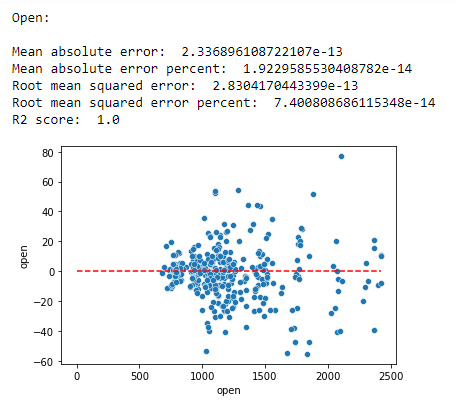 Open:
Mean absolute error:  2.336896108722107e-13
Mean absolute error percent:  1.9229585530408782e-14
Root mean squared error:  2.8304170443399e-13
Root mean squared error percent:  7.400808686115348e-14
R2 score:  1.0
80
60
40
20
0
−20
−40
−60
open
0 500 1000 1500 2000 2500
open